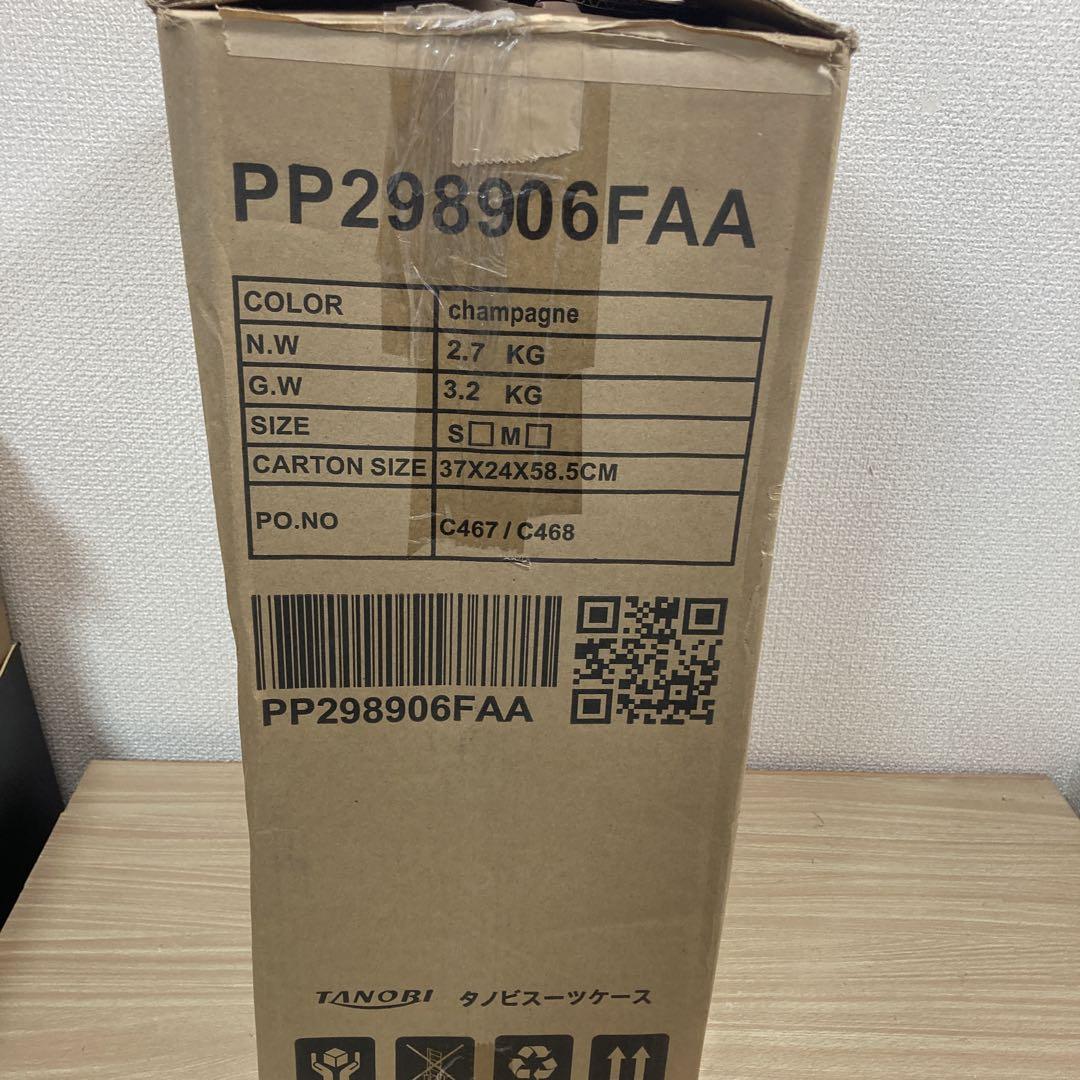 PP298906FAA
COLOR champagne
N.W 2.7 KG
G.W 3.2 KG
SIZE S□ M□
CARTON SIZE 37X24X58.5CM
PO.NO C467 / C468
PP298906FAA
TANOBI タノビスーツケース